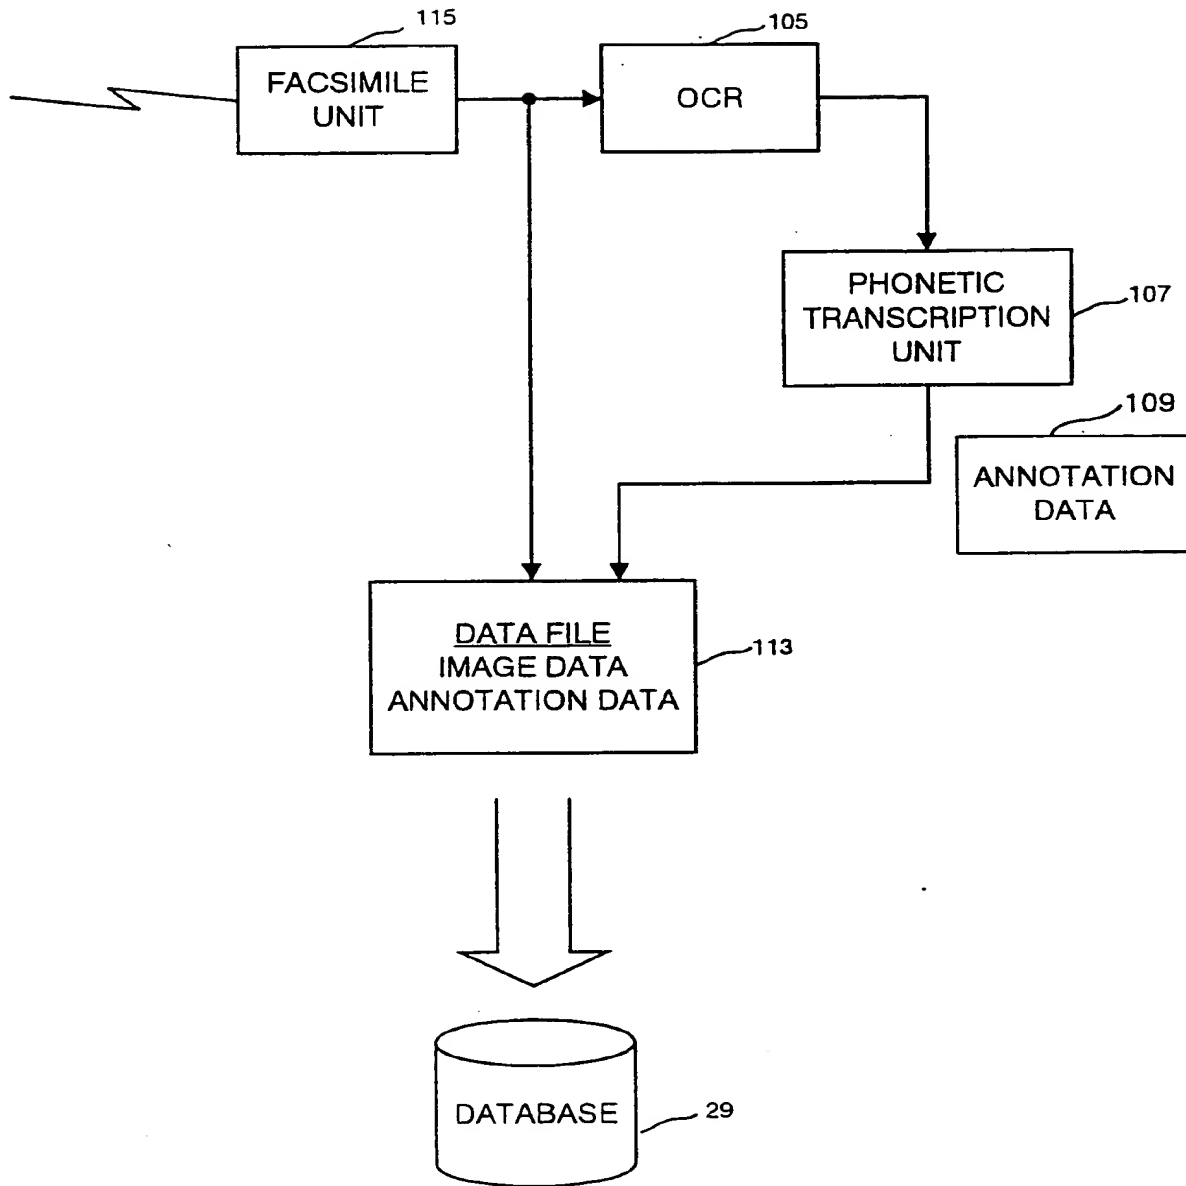 115
FACSIMILE
UNIT
105
OCR
PHONETIC
TRANSCRIPTION
UNIT
107
109
ANNOTATION
DATA
DATA FILE
IMAGE DATA
ANNOTATION DATA
113
DATABASE
29